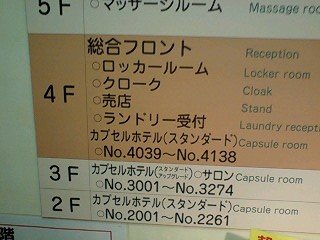 5F ○マッサージルーム Massage room
総合フロント Reception
○ロッカールーム Locker room
○クローク Cloak
4F ○売店 Stand
○ランドリー受付 Laundry recepti
カプセルホテル(スタンダード) Capsule room
○No.4039～No.4138
3F カプセルホテル(スタンダード アップグレード)○サロン Capsule room
○No.3001～No.3274
2F カプセルホテル(スタンダード) Capsule room
○No.2001～No.2261
階